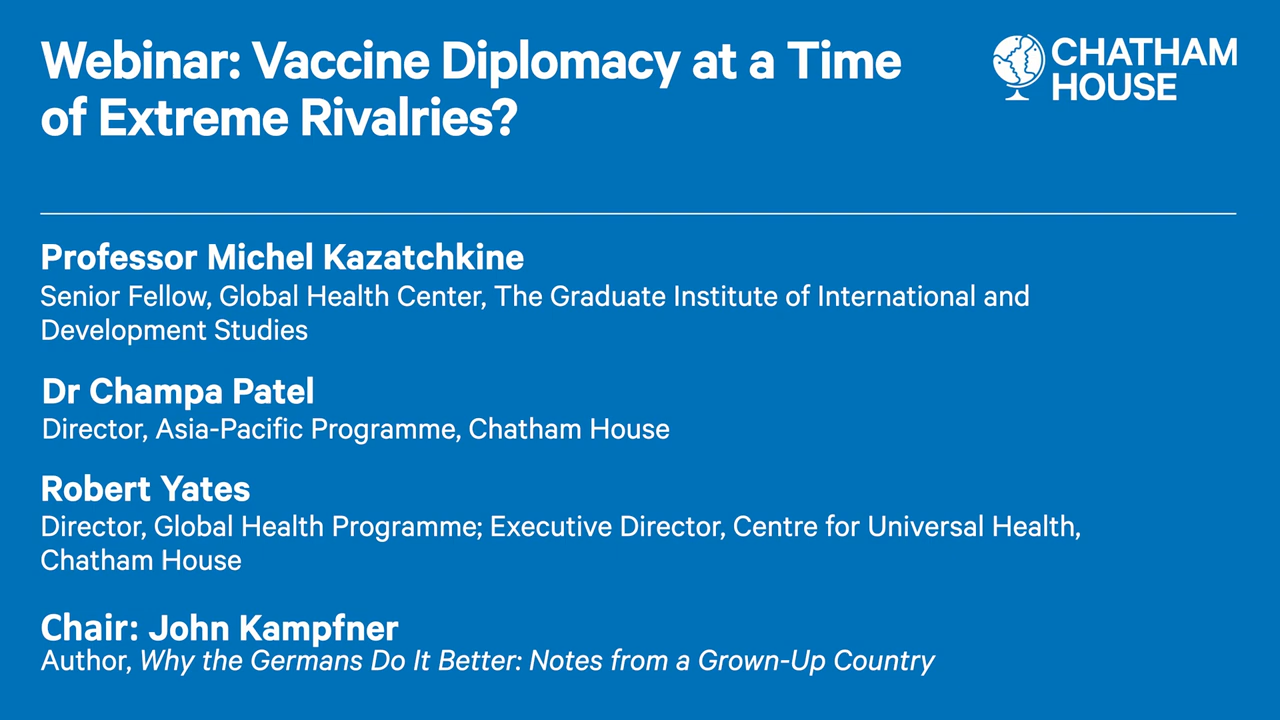 Webinar: Vaccine Diplomacy at a Time
of Extreme Rivalries?
CHATHAM
HOUSE
Professor Michel Kazatchkine
Senior Fellow, Global Health Center, The Graduate Institute of International and
Development Studies
Dr Champa Patel
Director, Asia-Pacific Programme, Chatham House
Robert Yates
Director, Global Health Programme; Executive Director, Centre for Universal Health,
Chatham House
Chair: John Kampfner
Author, Why the Germans Do It Better: Notes from a Grown-Up Country